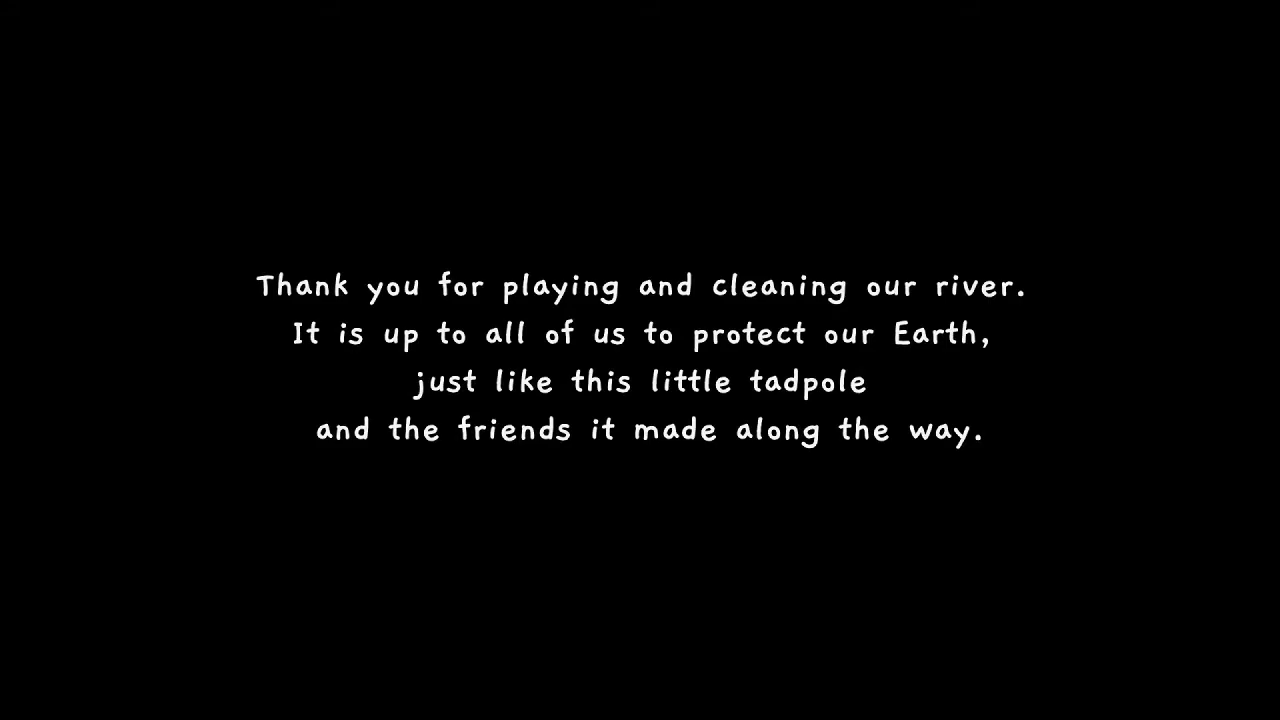 Thank you for playing and cleaning our river.
It is up to all of us to protect our Earth,
just like this little tadpole
and the friends it made along the way.